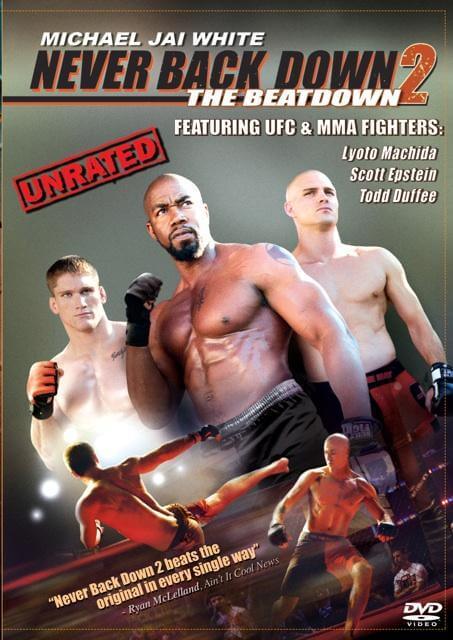 MICHAEL JAI WHITE
NEVER BACK DOWN 2
THE BEATDOWN
FEATURING UFC & MMA FIGHTERS:
Lyoto Machida
Scott Epstein
Todd Duffee
UNRATED
"Never Back Down 2 beats the
original in every single way"
- Ryan McLelland, Ain't It Cool News
DVD
VIDEO